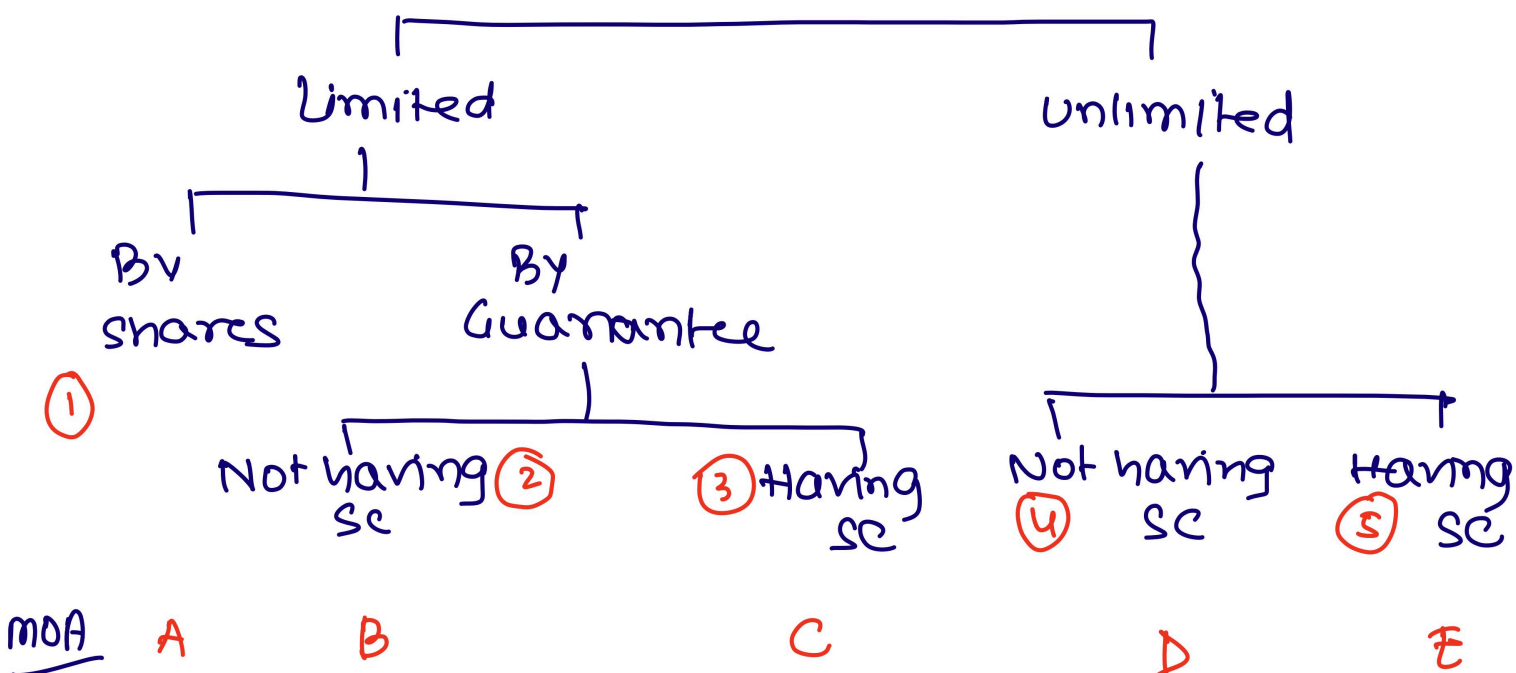 Limited Unlimited
By By
shares Guarantee
1
Not having 2 3 Having Not having Having
SC SC 4 SC 5 SC
MOA A B C D E